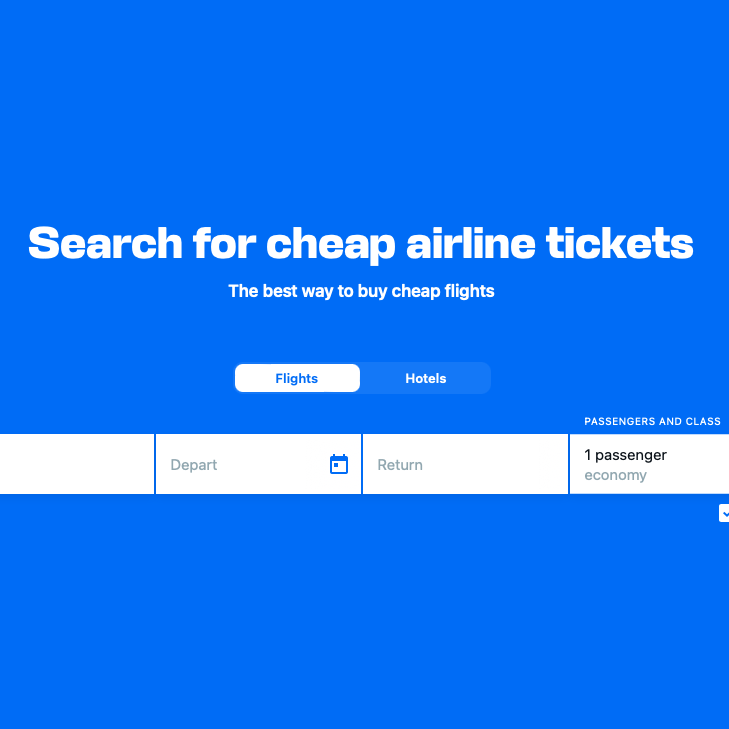 Search for cheap airline tickets
The best way to buy cheap flights
Flights
Hotels
PASSENGERS AND CLASS
Depart
Return
1 passenger
economy